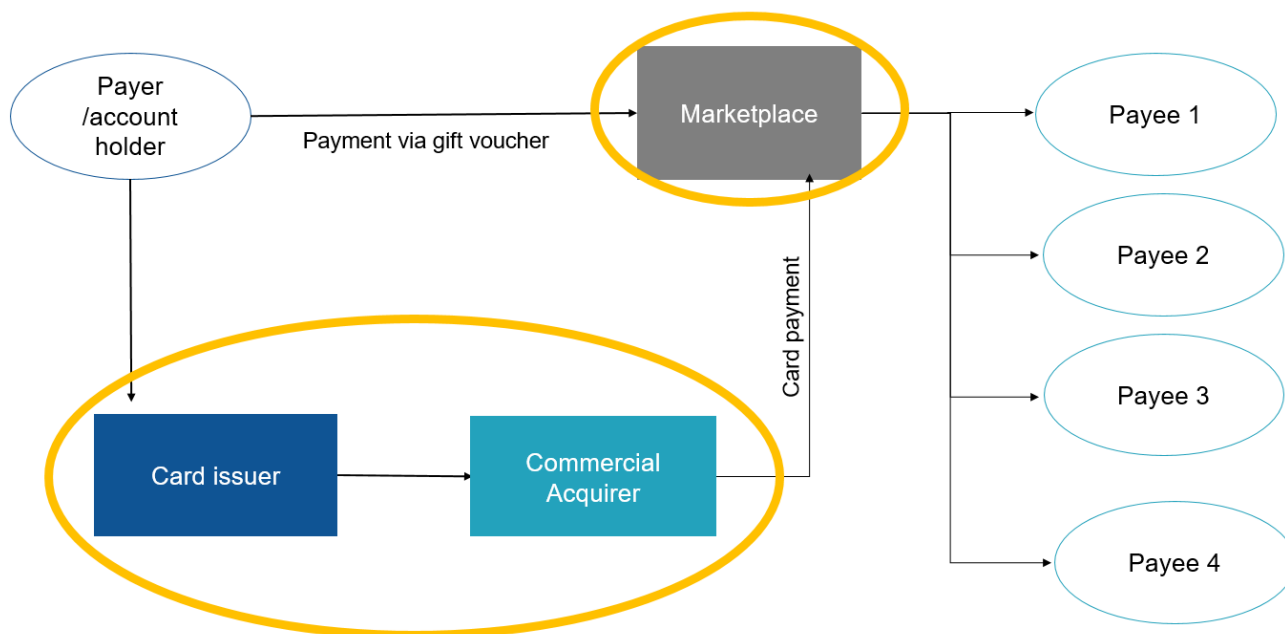 Payer
/account
holder
Payment via gift voucher
Marketplace
Payee 1
Payee 2
Card payment
Payee 3
Card issuer
Commercial
Acquirer
Payee 4